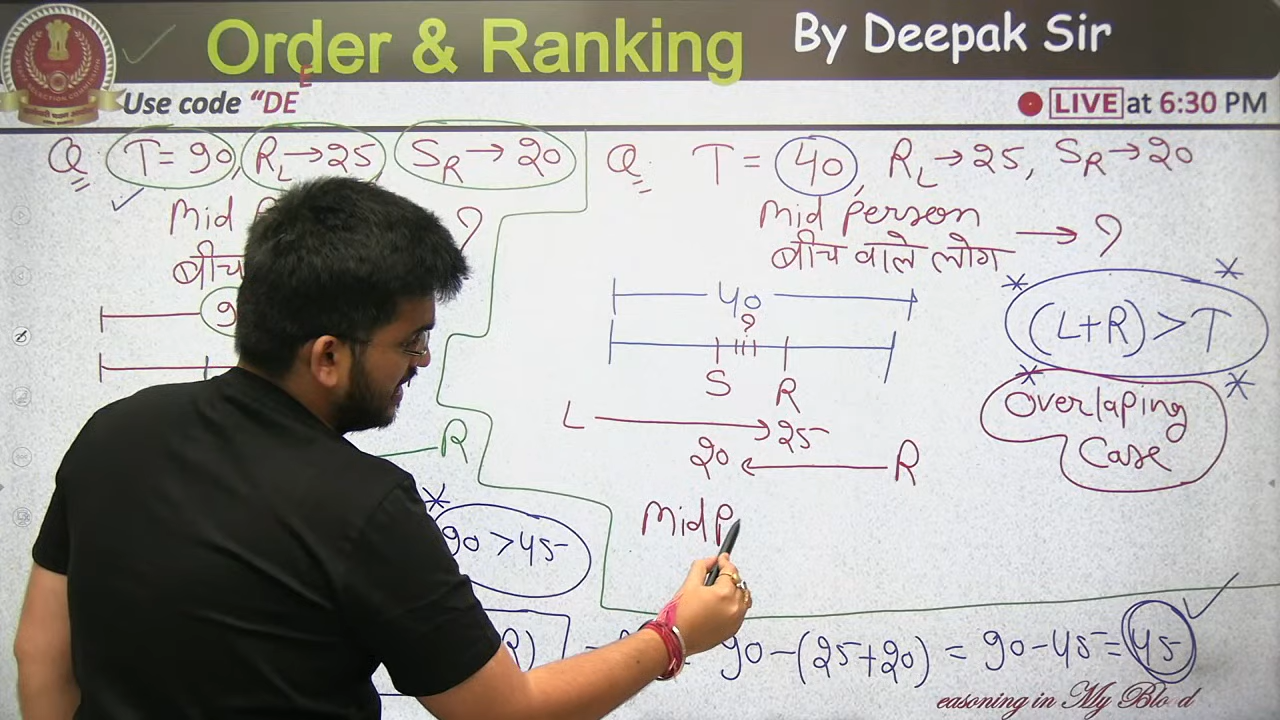 Order & Ranking
By Deepak Sir
Use code “DE
E
LIVE at 6:30 PM
Q. T = 90, R_L → 25, S_R → 20
Mid
?
बीच
9
R
90 > 45
R)
= 90 - (25+20) = 90 - 45 = 45
Q. T = 40, R_L → 25, S_R → 20
Mid Person
बीच वाले लोग → ?
40
?
S R
L → 25
20 ← R
(L+R) > T
Overlaping
Case
Mid P
easoning in My Blo d